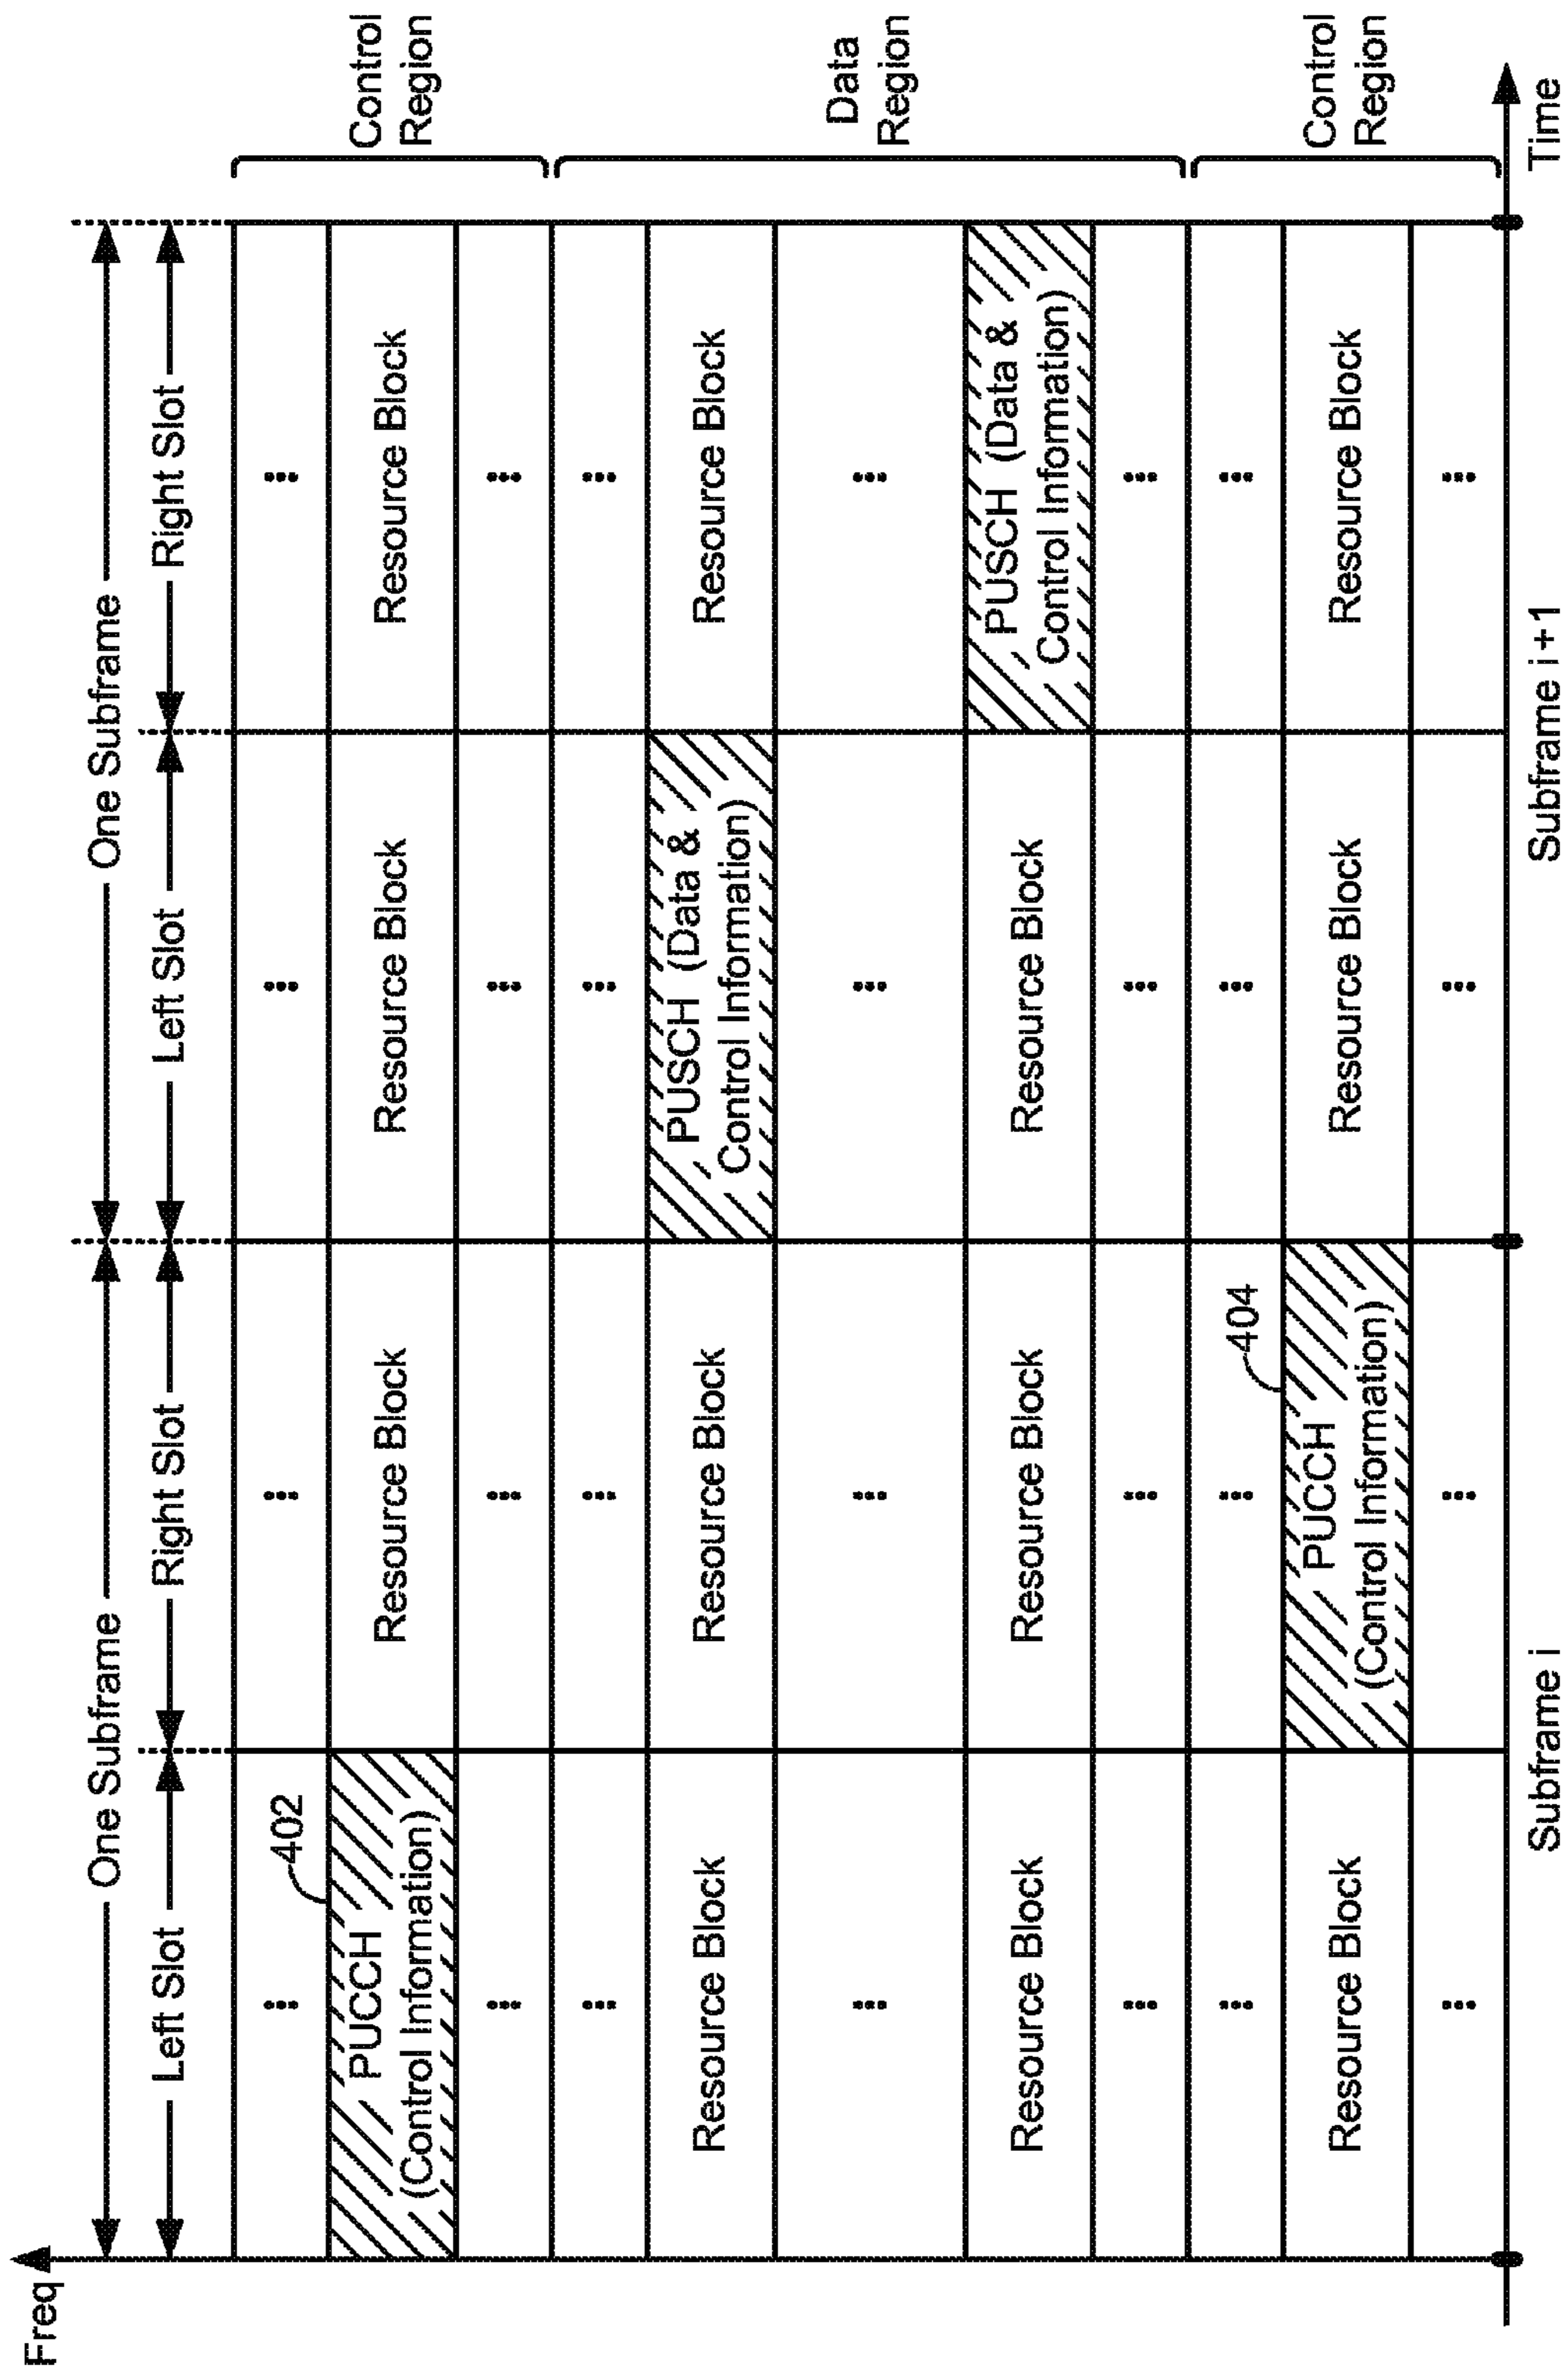 Freq
One Subframe
One Subframe
Left Slot
Right Slot
Left Slot
Right Slot
... ... ... ...
402
PUCCH
(Control Information)
Resource Block
Resource Block
Resource Block
Control
Region
... ... ... ...
... ... ... ...
Resource Block
Resource Block
PUSCH (Data &
Control Information)
Resource Block
... ... ... ...
Data
Region
Resource Block
Resource Block
Resource Block
PUSCH (Data &
Control Information)
... ... ... ...
... ... ... ...
404
Resource Block
PUCCH
(Control Information)
Resource Block
Resource Block
Control
Region
... ... ... ...
Subframe i
Subframe i + 1
Time